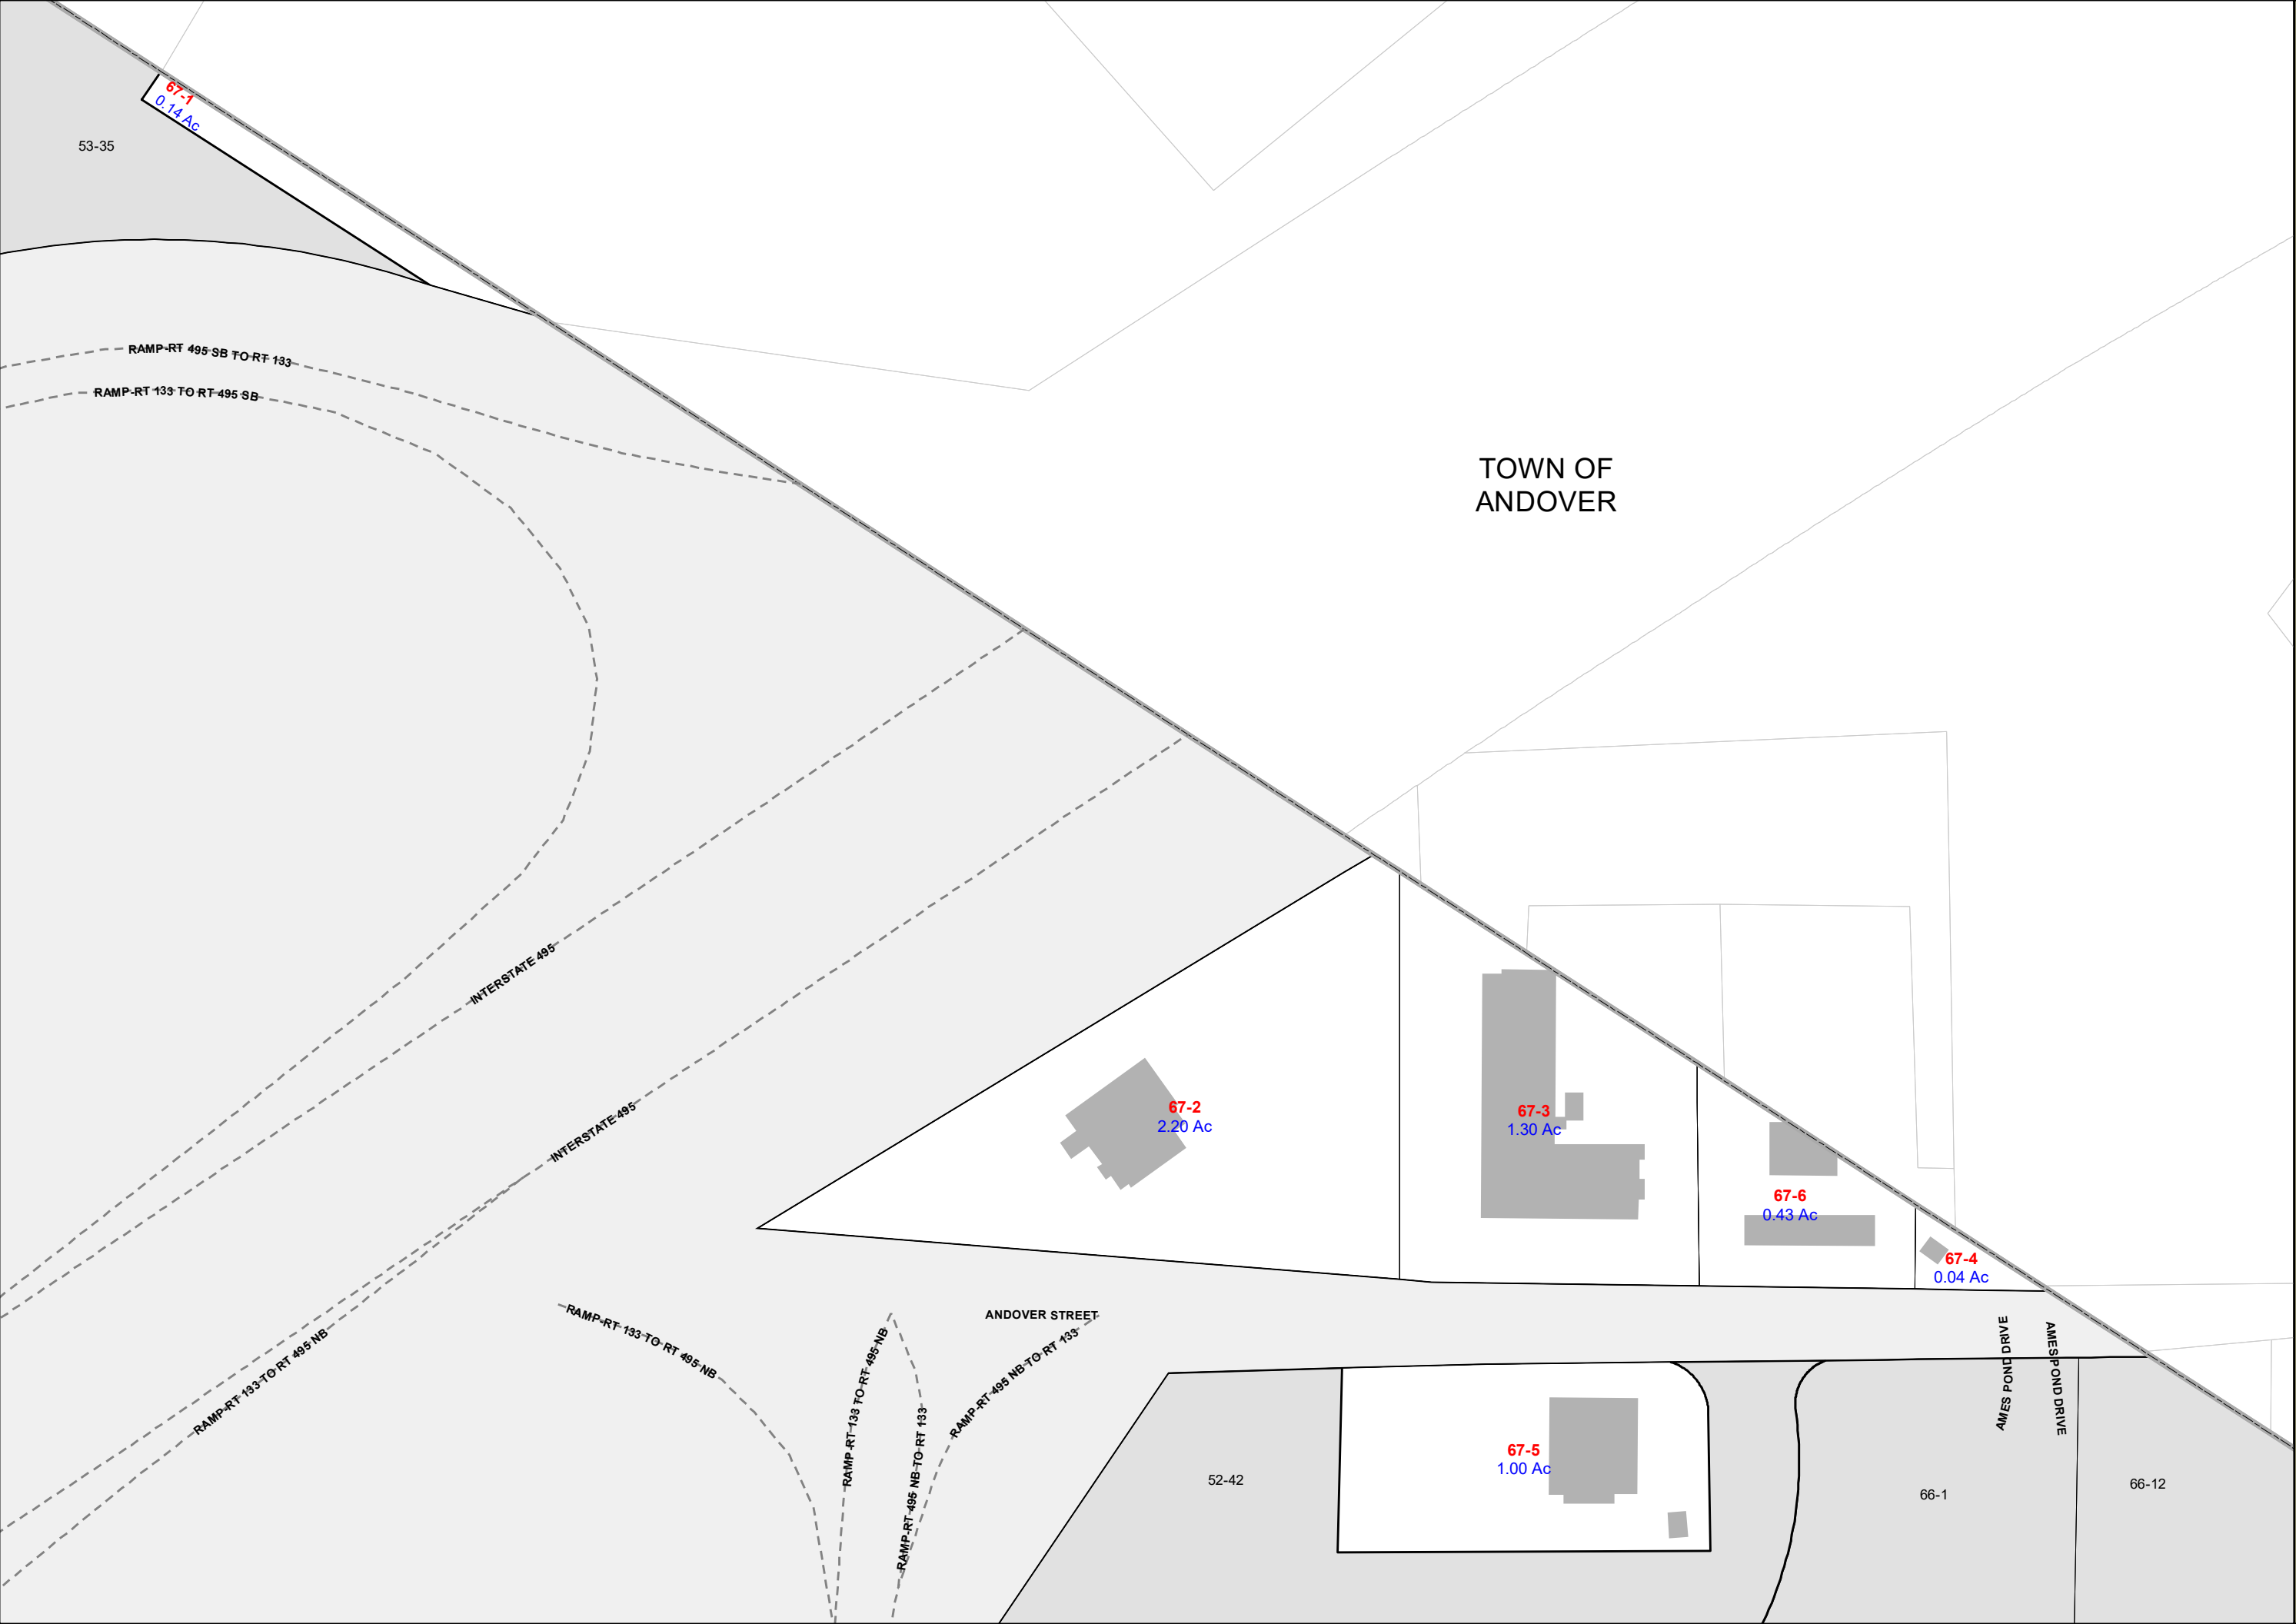 67-1
0.14 Ac
53-35
RAMP-RT 495 SB TO RT 133
RAMP-RT 133 TO RT 495 SB
TOWN OF
ANDOVER
INTERSTATE 495
INTERSTATE 495
67-2
2.20 Ac
67-3
1.30 Ac
67-6
0.43 Ac
67-4
0.04 Ac
ANDOVER STREET
RAMP-RT 133 TO RT 495 NB
RAMP-RT 133 TO RT 495 NB
RAMP-RT 133 TO RT 495 NB
RAMP-RT 495 NB TO RT 133
RAMP-RT 495 NB TO RT 133
AMES POND DRIVE
AMES POND DRIVE
67-5
1.00 Ac
52-42
66-1
66-12